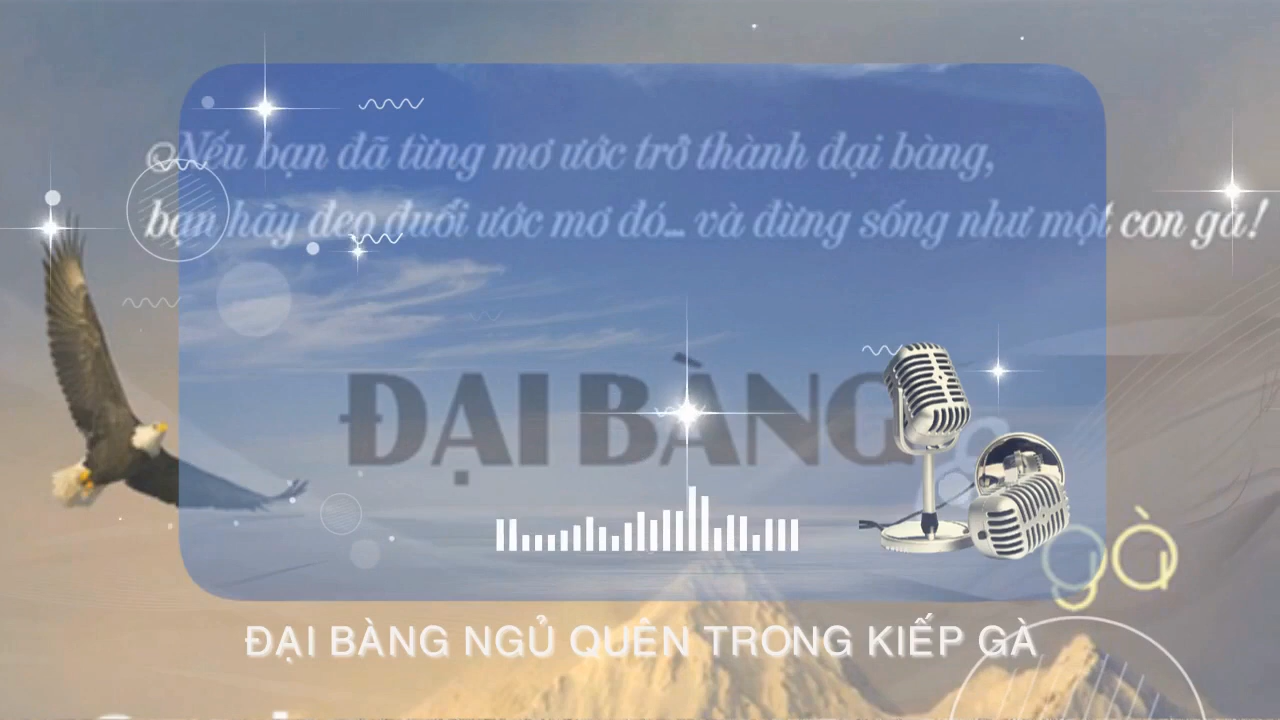 Nếu bạn đã từng mơ ước trở thành đại bàng,
bạn hãy đeo đuổi ước mơ đó... và đừng sống như một con gà!
ĐẠI BÀNG
gà
ĐẠI BÀNG NGỦ QUÊN TRONG KIẾP GÀ